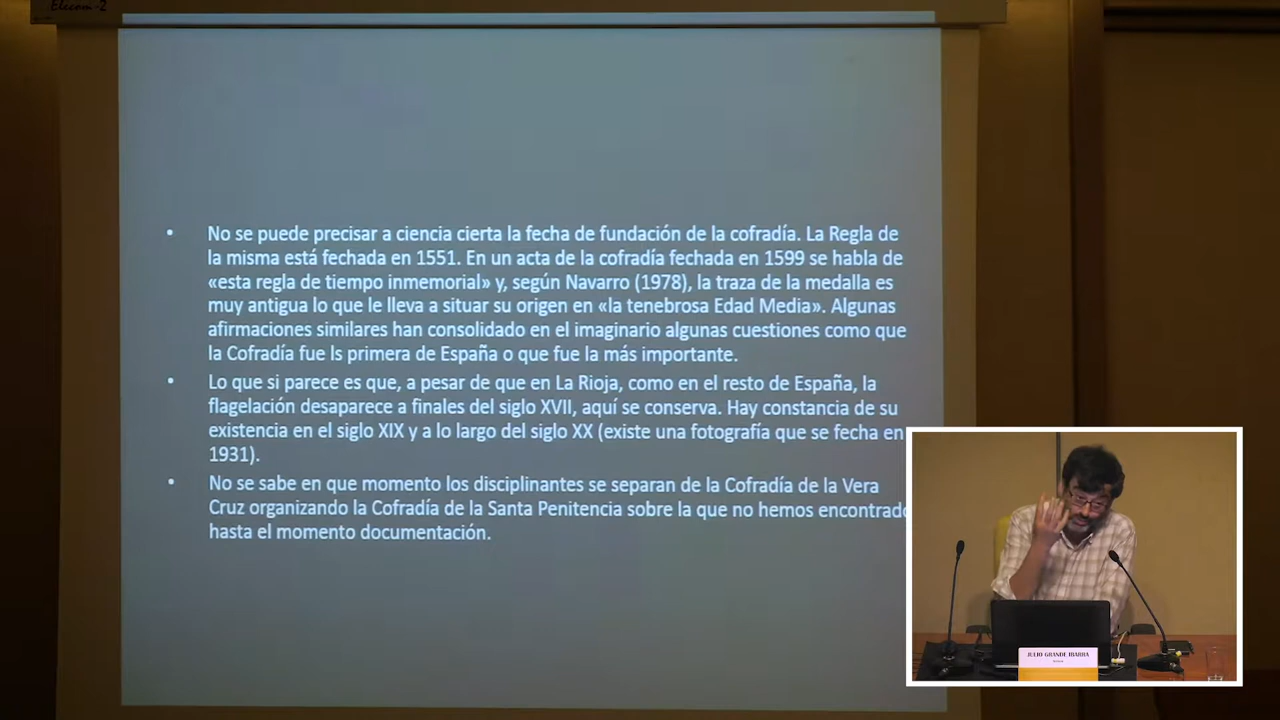 Elecom-2
• No se puede precisar a ciencia cierta la fecha de fundación de la cofradía. La Regla de
la misma está fechada en 1551. En un acta de la cofradía fechada en 1599 se habla de
«esta regla de tiempo inmemorial» y, según Navarro (1978), la traza de la medalla es
muy antigua lo que le lleva a situar su origen en «la tenebrosa Edad Media». Algunas
afirmaciones similares han consolidado en el imaginario algunas cuestiones como que
la Cofradía fue ls primera de España o que fue la más importante.
• Lo que si parece es que, a pesar de que en La Rioja, como en el resto de España, la
flagelación desaparece a finales del siglo XVII, aquí se conserva. Hay constancia de su
existencia en el siglo XIX y a lo largo del siglo XX (existe una fotografía que se fecha en
1931).
• No se sabe en que momento los disciplinantes se separan de la Cofradía de la Vera
Cruz organizando la Cofradía de la Santa Penitencia sobre la que no hemos encontrado
hasta el momento documentación.
JULIO GRANDE IBARRA